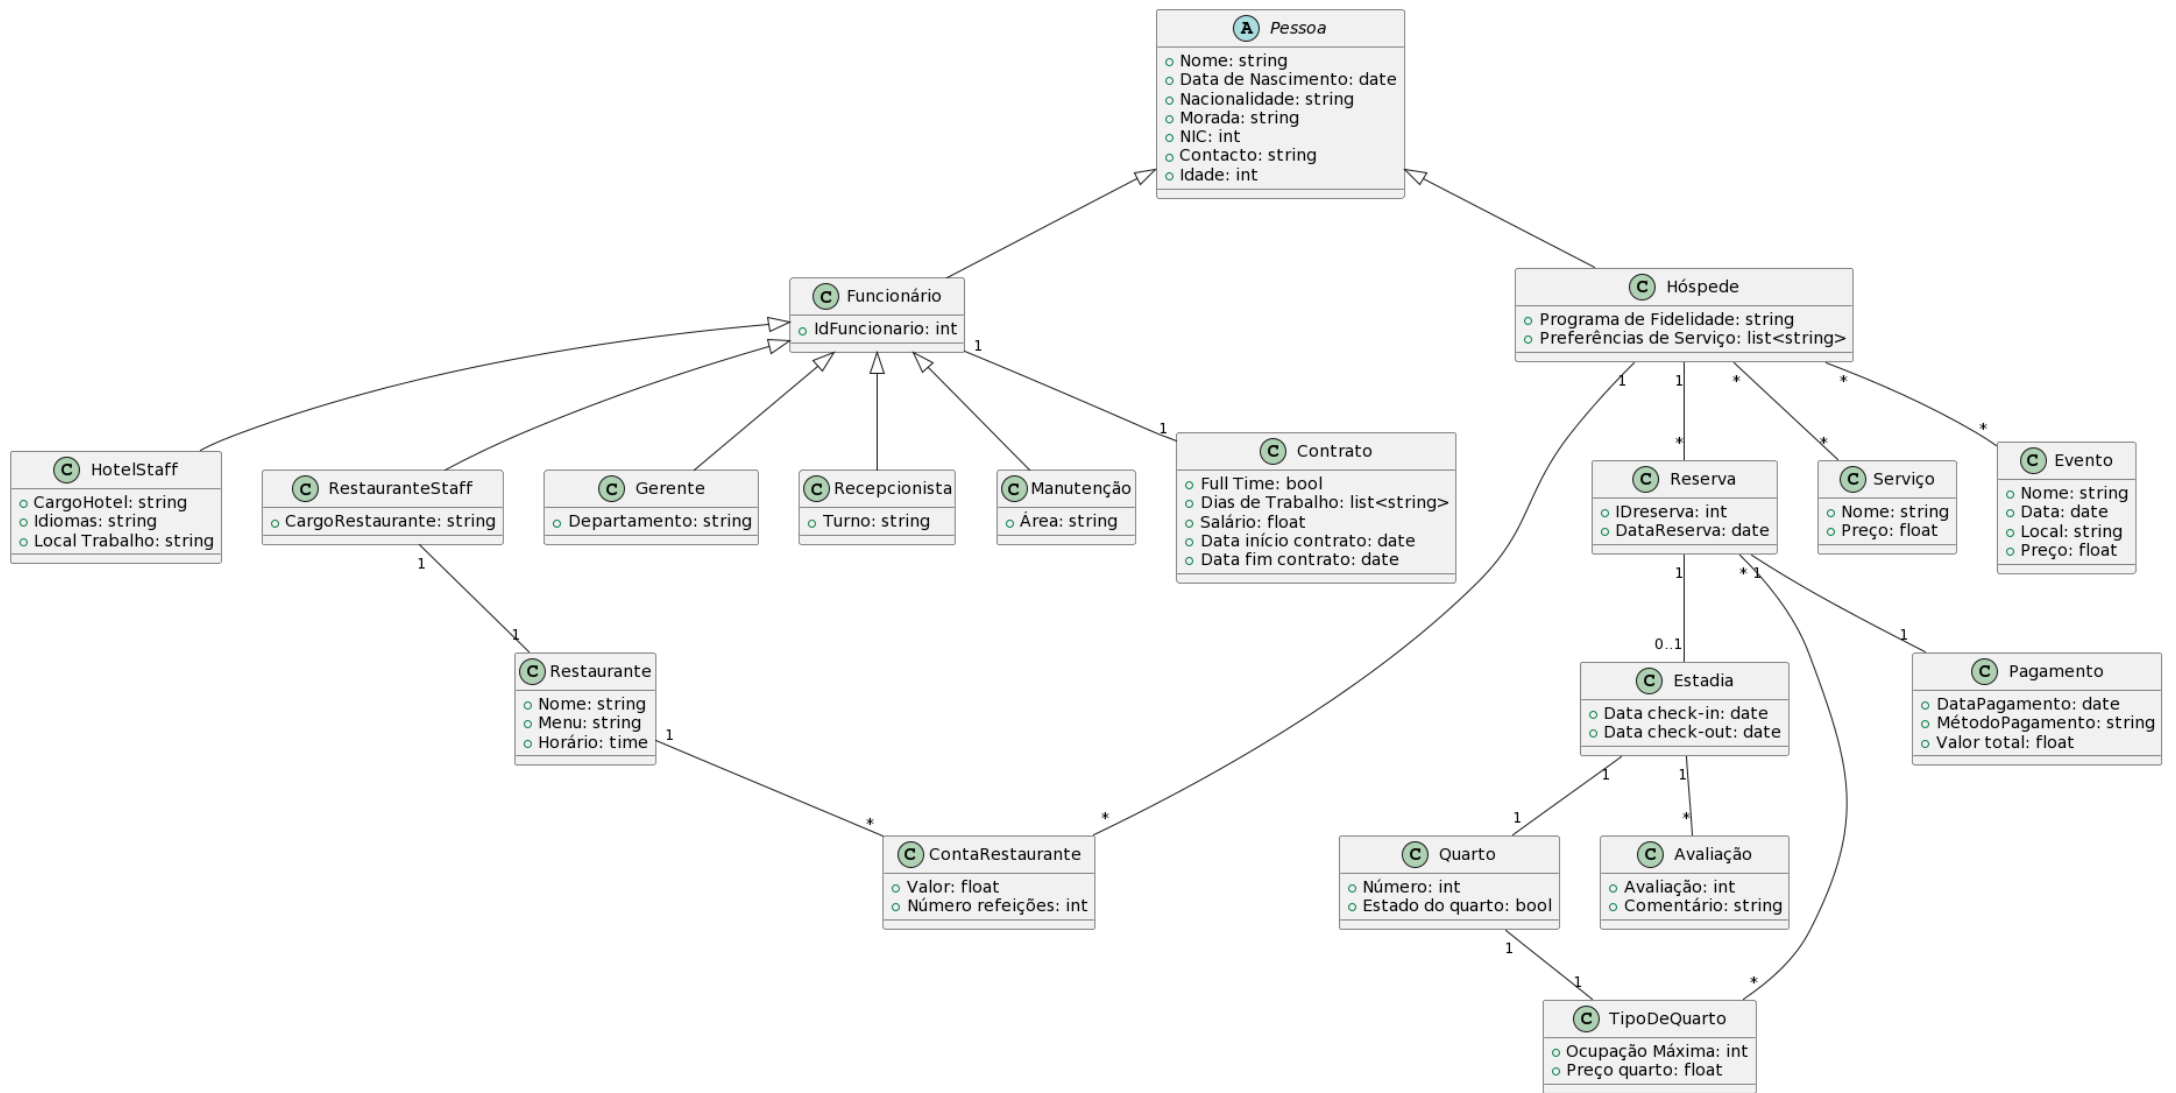 A Pessoa
Nome: string
Data de Nascimento: date
Nacionalidade: string
Morada: string
NIC: int
Contacto: string
Idade: int
C Funcionário
IdFuncionario: int
1
1
C Hóspede
Programa de Fidelidade: string
Preferências de Serviço: list<string>
1
1
*
*
*
*
*
*
C HotelStaff
CargoHotel: string
Idiomas: string
Local Trabalho: string
C RestauranteStaff
CargoRestaurante: string
1
1
C Gerente
Departamento: string
C Recepcionista
Turno: string
C Manutenção
Área: string
C Contrato
Full Time: bool
Dias de Trabalho: list<string>
Salário: float
Data início contrato: date
Data fim contrato: date
C Reserva
IDreserva: int
DataReserva: date
1
* 1
0..1
1
C Serviço
Nome: string
Preço: float
C Evento
Nome: string
Data: date
Local: string
Preço: float
C Restaurante
Nome: string
Menu: string
Horário: time
1
*
C Estadia
Data check-in: date
Data check-out: date
1
1
1
*
C Pagamento
DataPagamento: date
MétodoPagamento: string
Valor total: float
C ContaRestaurante
Valor: float
Número refeições: int
C Quarto
Número: int
Estado do quarto: bool
1
1
C Avaliação
Avaliação: int
Comentário: string
*
C TipoDeQuarto
Ocupação Máxima: int
Preço quarto: float